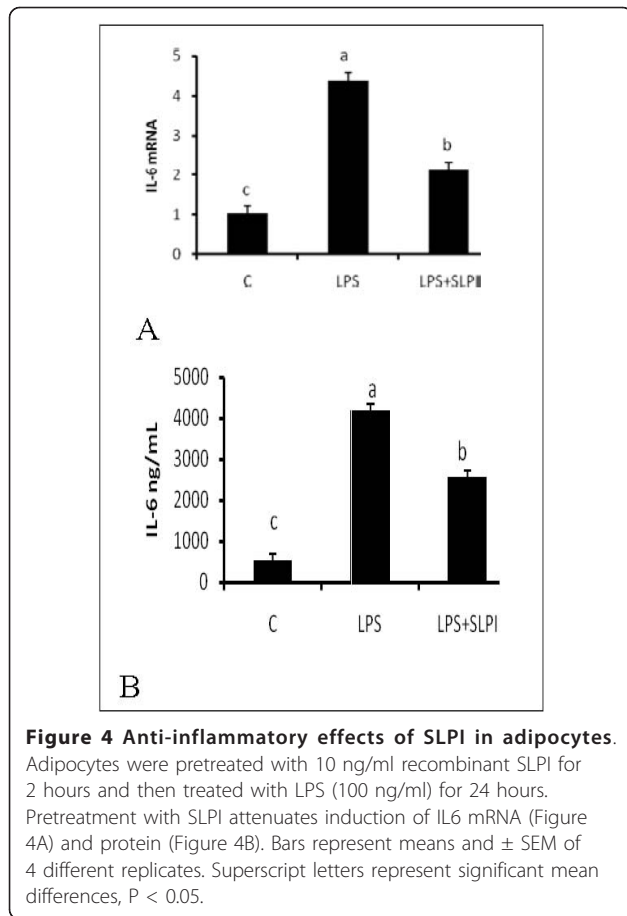 5
a
4
3
b
2
c
1
0
IL-6 mRNA
C LPS LPS+SLPI
A
5000
a
4000
3000
b
2000
c
1000
0
IL-6 ng/mL
C LPS LPS+SLPI
B
Figure 4 Anti-inflammatory effects of SLPI in adipocytes.
Adipocytes were pretreated with 10 ng/ml recombinant SLPI for
2 hours and then treated with LPS (100 ng/ml) for 24 hours.
Pretreatment with SLPI attenuates induction of IL6 mRNA (Figure
4A) and protein (Figure 4B). Bars represent means and ± SEM of
4 different replicates. Superscript letters represent significant mean
differences, P < 0.05.